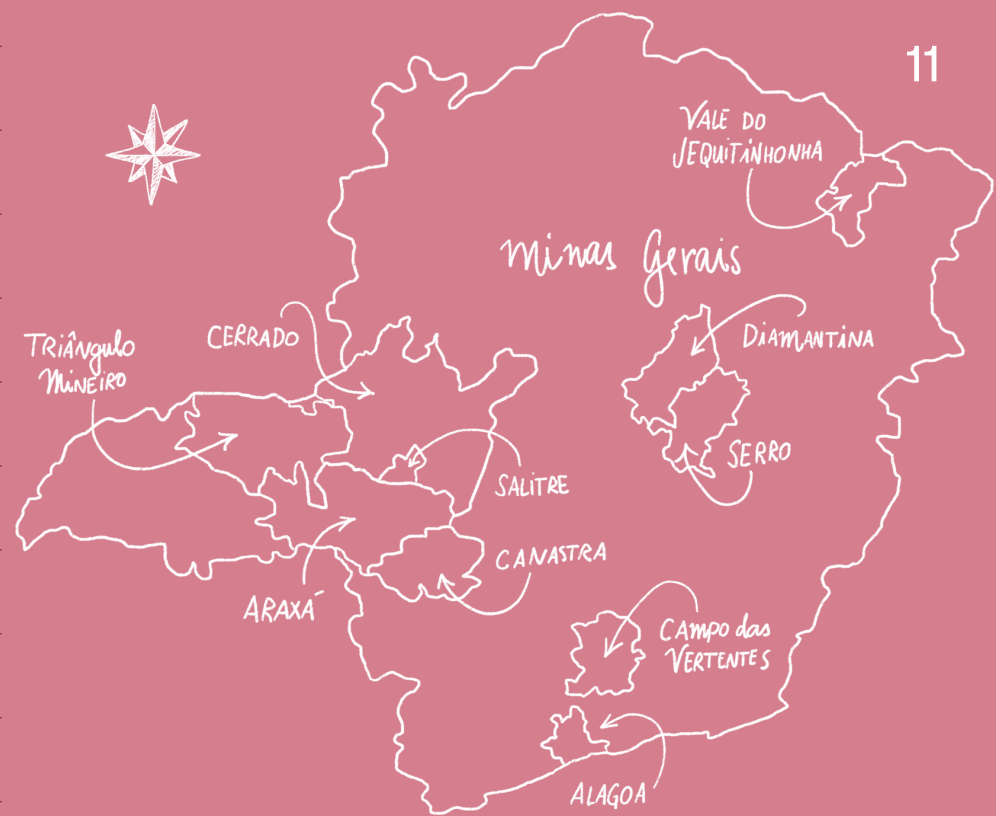 11
VALE DO
JEQUITINHONHA
Minas Gerais
DIAMANTINA
CERRADO
TRIÂNgulo
MINEIRO
SERRO
SALITRE
CANASTRA
ARAXÁ
CAMPO das
VERTENTES
ALAGOA